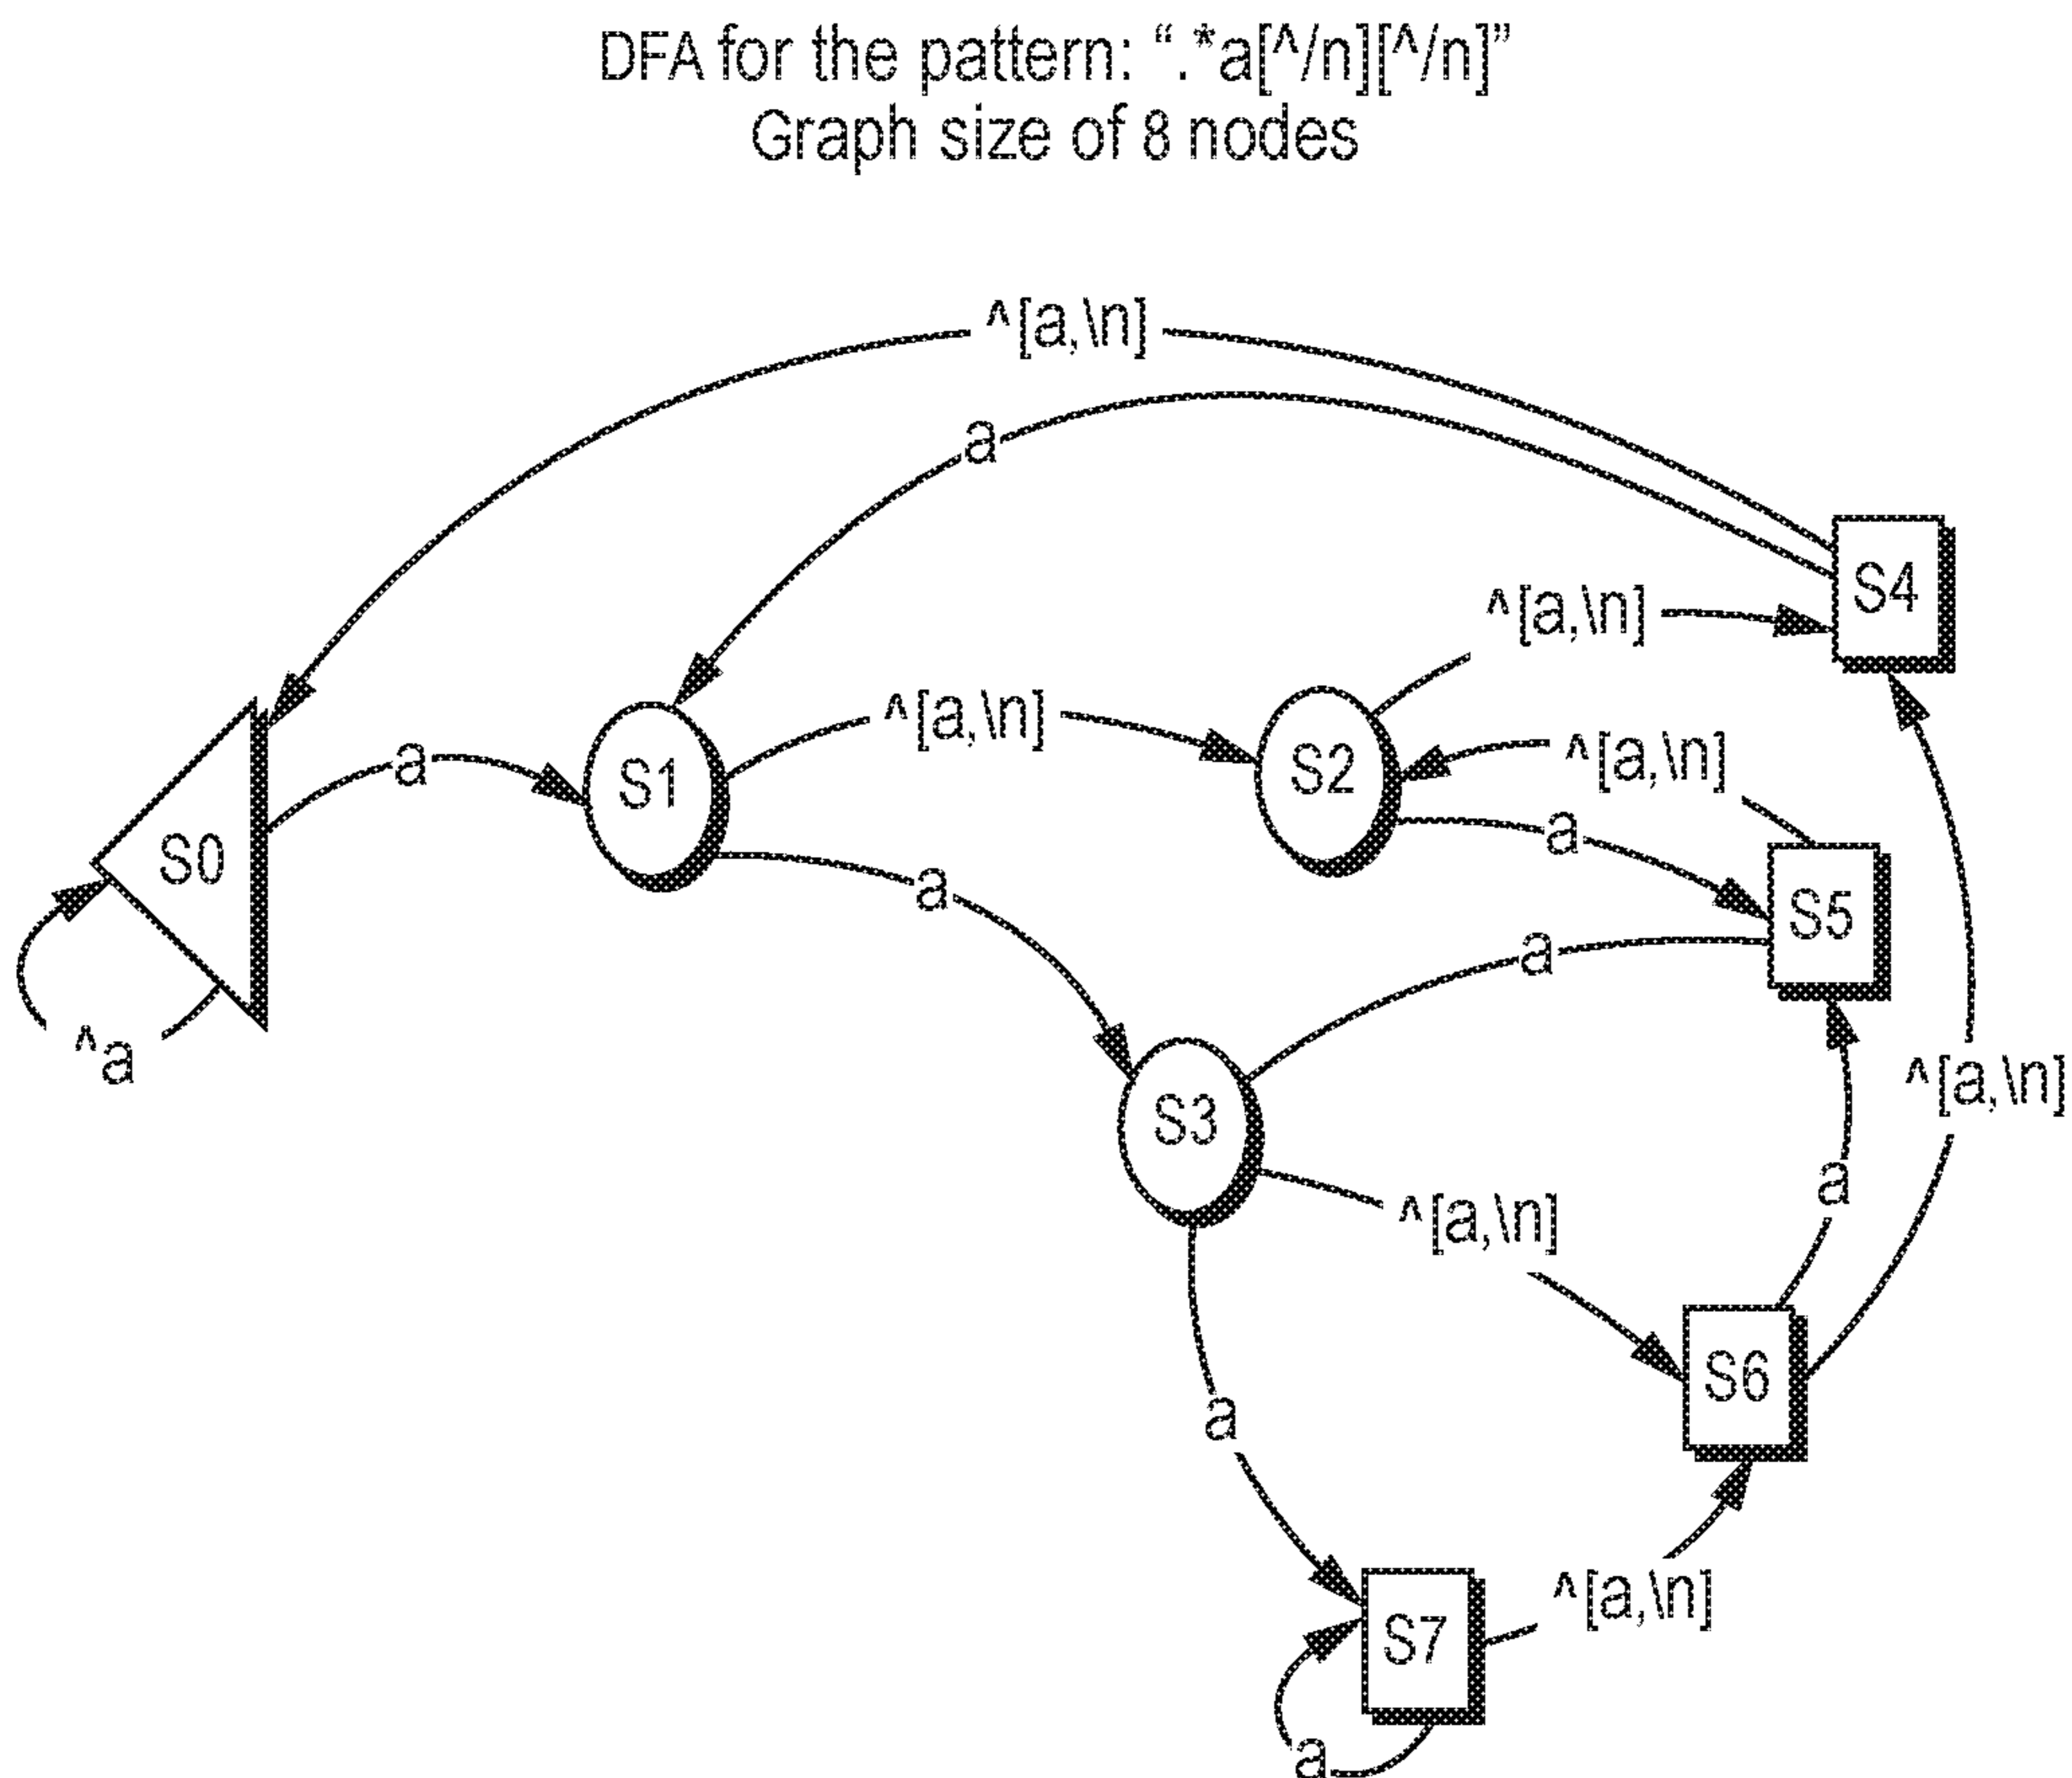 DFA for the pattern: “.*a[^/n][^/n]”
Graph size of 8 nodes
^[a,\n]
a
S4
^[a,\n]
^[a,\n]
^[a,\n]
a
S1
S2
a
S0
a
S5
a
^a
^[a,\n]
S3
a
^[a,\n]
S6
a
^[a,\n]
S7
a